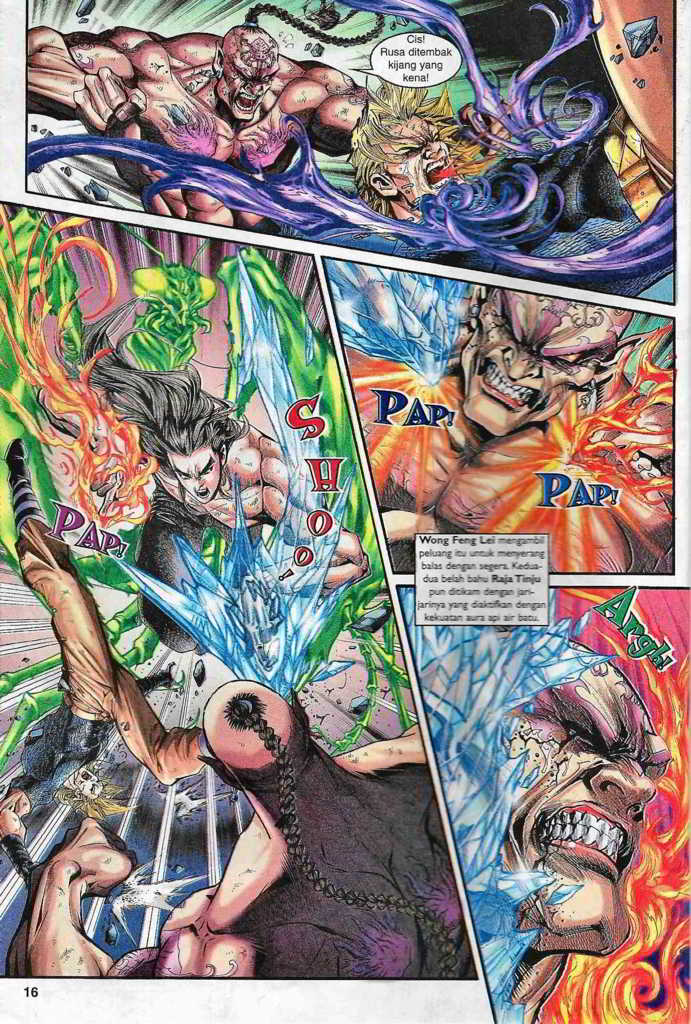 Cis!
Rusa ditembak
kijang yang
kena!
SHOO!
PAP!
PAP!
PAP!
Wong Feng Lei mengambil
peluang itu untuk menyerang
balas dengan segera. Kedua-
dua belah bahu Raja Tinju
pun ditikam dengan jari-
jarinya yang diaktifkan dengan
kekuatan aura api air batu.
Argh!
16